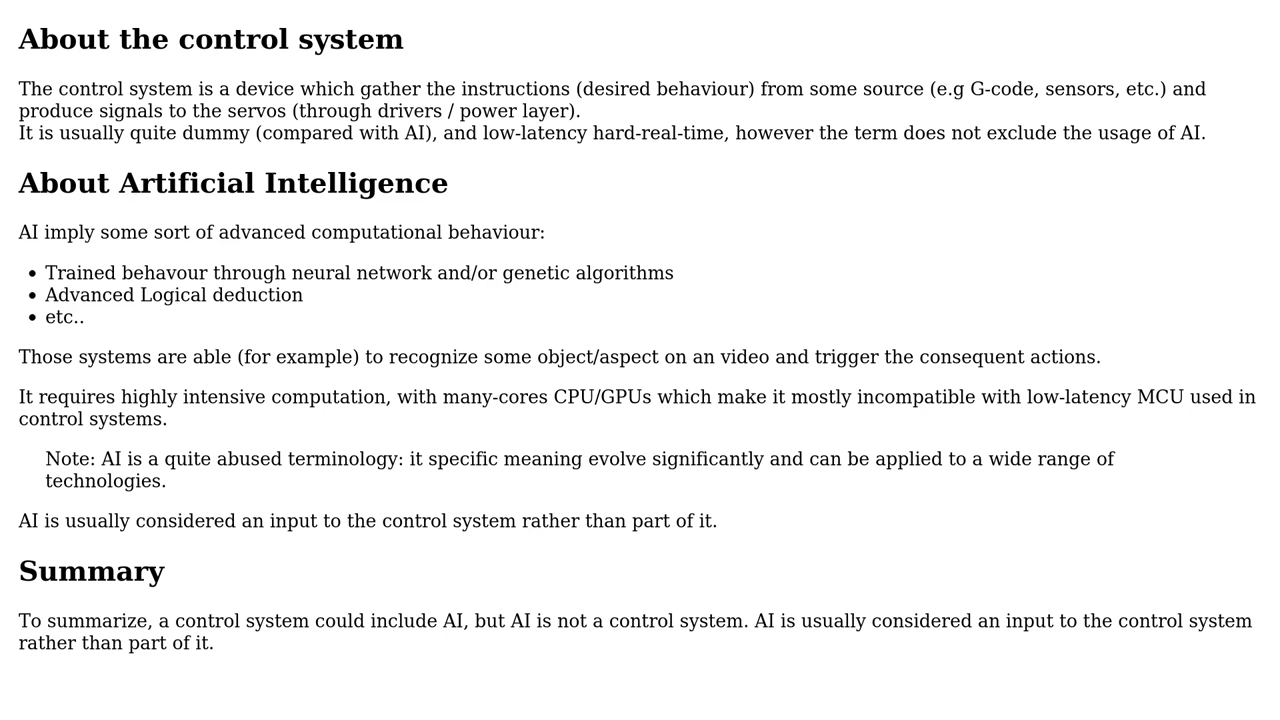 About the control system
The control system is a device which gather the instructions (desired behaviour) from some source (e.g G-code, sensors, etc.) and
produce signals to the servos (through drivers / power layer).
It is usually quite dummy (compared with AI), and low-latency hard-real-time, however the term does not exclude the usage of AI.
About Artificial Intelligence
AI imply some sort of advanced computational behaviour:
• Trained behavour through neural network and/or genetic algorithms
• Advanced Logical deduction
• etc..
Those systems are able (for example) to recognize some object/aspect on an video and trigger the consequent actions.
It requires highly intensive computation, with many-cores CPU/GPUs which make it mostly incompatible with low-latency MCU used in
control systems.
Note: AI is a quite abused terminology: it specific meaning evolve significantly and can be applied to a wide range of
technologies.
AI is usually considered an input to the control system rather than part of it.
Summary
To summarize, a control system could include AI, but AI is not a control system. AI is usually considered an input to the control system
rather than part of it.